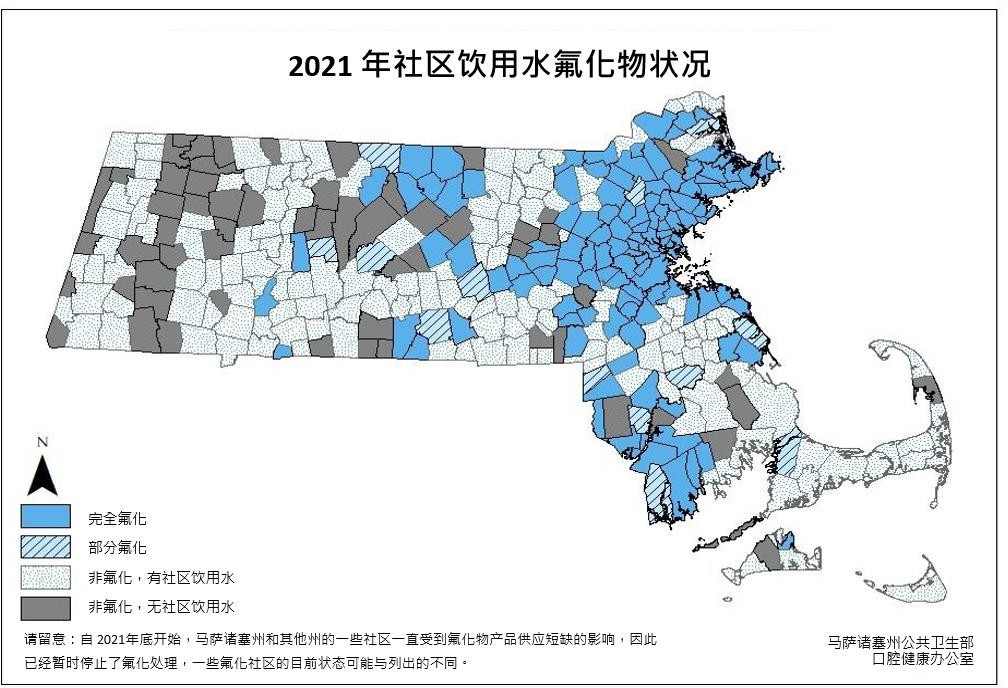 2021 年社区饮用水氟化物状况
N
完全氟化
部分氟化
非氟化，有社区饮用水
非氟化，无社区饮用水
请留意：自 2021年底开始，马萨诸塞州和其他州的一些社区一直受到氟化物产品供应短缺的影响，因此
已经暂时停止了氟化处理，一些氟化社区的目前状态可能与列出的不同。
马萨诸塞州公共卫生部
口腔健康办公室